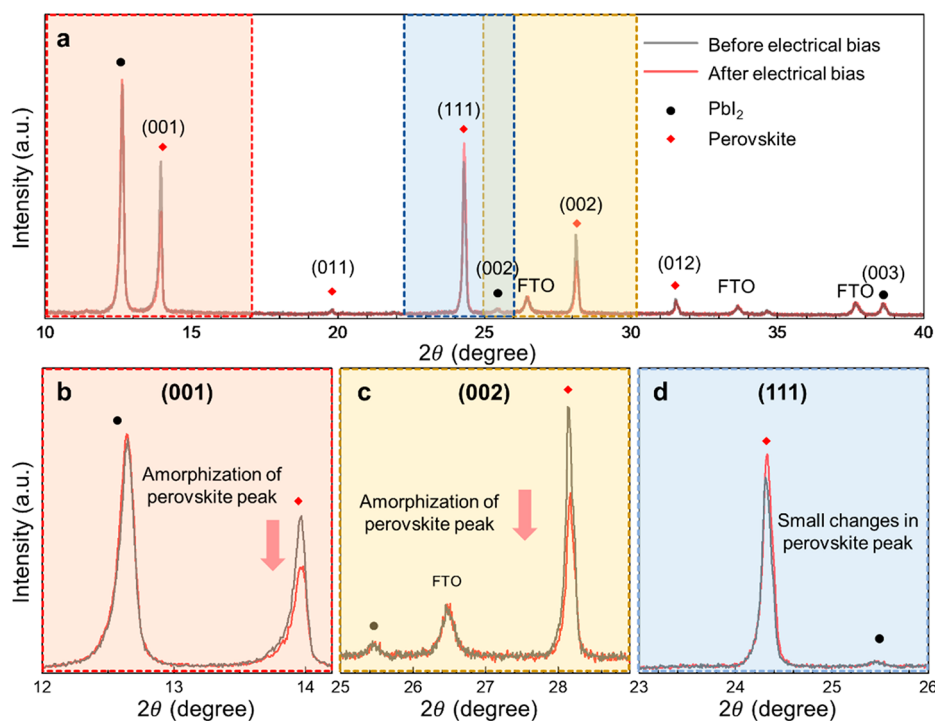 a
Before electrical bias
After electrical bias
PbI₂
Perovskite
(001)
(011)
(111)
(002)
FTO
(002)
(012)
FTO
FTO
(003)
Intensity (a.u.)
10 15 20 25 30 35 40
2θ (degree)
b (001)
Amorphization of
perovskite peak
Intensity (a.u.)
12 13 14
2θ (degree)
c (002)
Amorphization of
perovskite peak
FTO
25 26 27 28
2θ (degree)
d (111)
Small changes in
perovskite peak
23 24 25 26
2θ (degree)